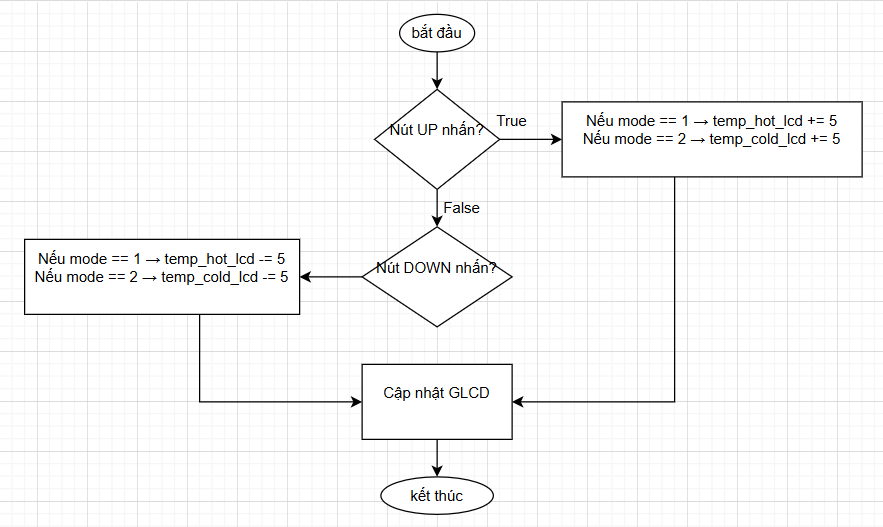 bắt đầu
Nút UP nhấn?
True
Nếu mode == 1 → temp_hot_lcd += 5
Nếu mode == 2 → temp_cold_lcd += 5
False
Nút DOWN nhấn?
Nếu mode == 1 → temp_hot_lcd -= 5
Nếu mode == 2 → temp_cold_lcd -= 5
Cập nhật GLCD
kết thúc